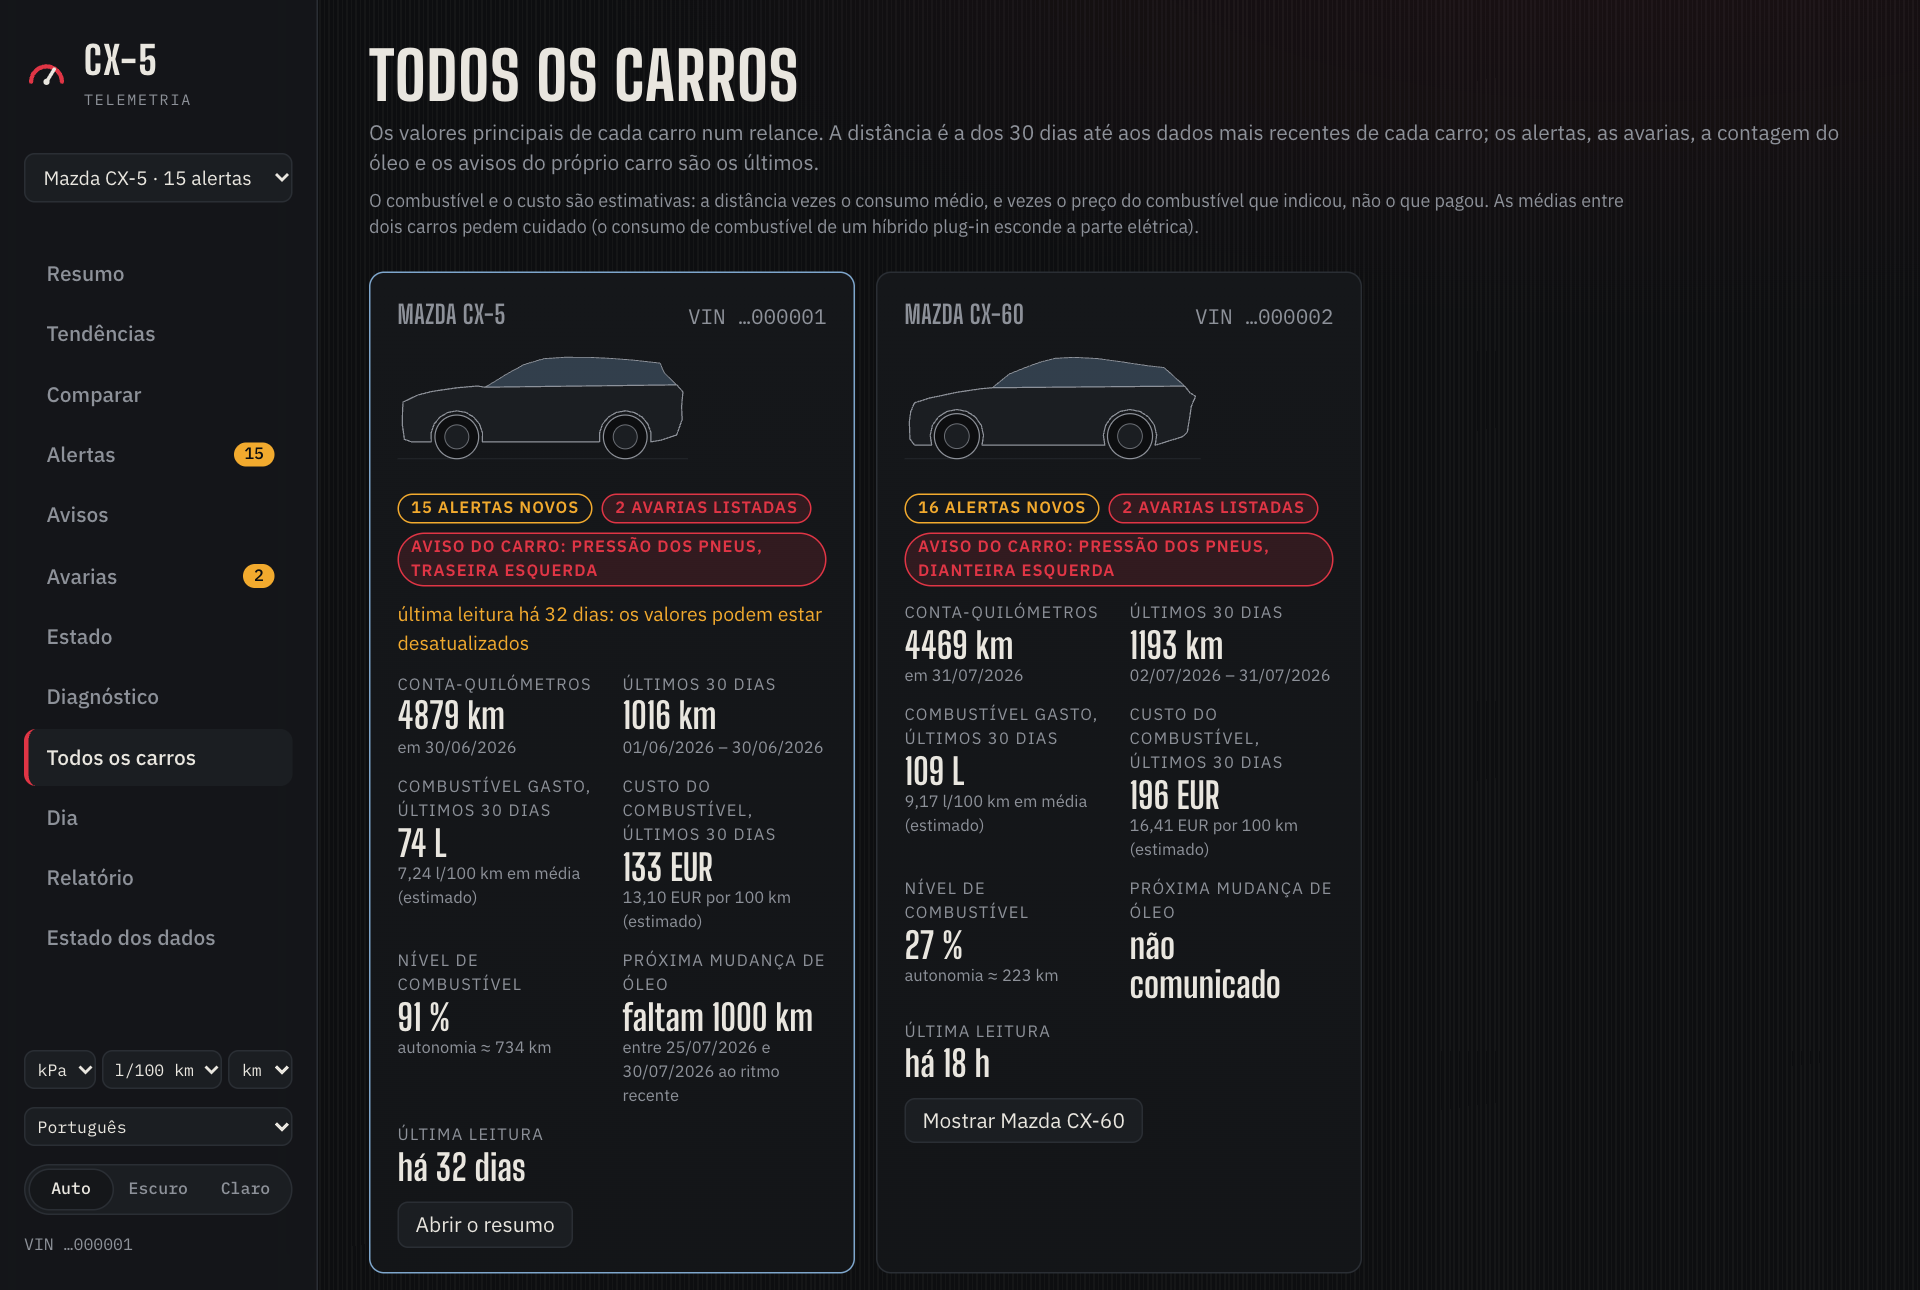 CX-5
TELEMETRIA
Mazda CX-5 · 15 alertas
Resumo
Tendências
Comparar
Alertas
15
Avisos
Avarias
2
Estado
Diagnóstico
Todos os carros
Dia
Relatório
Estado dos dados
kPa
l/100 km
km
Português
Auto
Escuro
Claro
VIN …000001
TODOS OS CARROS
Os valores principais de cada carro num relance. A distância é a dos 30 dias até aos dados mais recentes de cada carro; os alertas, as avarias, a contagem do
óleo e os avisos do próprio carro são os últimos.
O combustível e o custo são estimativas: a distância vezes o consumo médio, e vezes o preço do combustível que indicou, não o que pagou. As médias entre
dois carros pedem cuidado (o consumo de combustível de um híbrido plug-in esconde a parte elétrica).
MAZDA CX-5
VIN …000001
15 ALERTAS NOVOS
2 AVARIAS LISTADAS
AVISO DO CARRO: PRESSÃO DOS PNEUS,
TRASEIRA ESQUERDA
última leitura há 32 dias: os valores podem estar
desatualizados
CONTA-QUILÓMETROS
4879 km
em 30/06/2026
ÚLTIMOS 30 DIAS
1016 km
01/06/2026 – 30/06/2026
COMBUSTÍVEL GASTO,
ÚLTIMOS 30 DIAS
74 L
7,24 l/100 km em média
(estimado)
CUSTO DO
COMBUSTÍVEL,
ÚLTIMOS 30 DIAS
133 EUR
13,10 EUR por 100 km
(estimado)
NÍVEL DE
COMBUSTÍVEL
91 %
autonomia ≈ 734 km
PRÓXIMA MUDANÇA DE
ÓLEO
faltam 1000 km
entre 25/07/2026 e
30/07/2026 ao ritmo
recente
ÚLTIMA LEITURA
há 32 dias
Abrir o resumo
MAZDA CX-60
VIN …000002
16 ALERTAS NOVOS
2 AVARIAS LISTADAS
AVISO DO CARRO: PRESSÃO DOS PNEUS,
DIANTEIRA ESQUERDA
CONTA-QUILÓMETROS
4469 km
em 31/07/2026
ÚLTIMOS 30 DIAS
1193 km
02/07/2026 – 31/07/2026
COMBUSTÍVEL GASTO,
ÚLTIMOS 30 DIAS
109 L
9,17 l/100 km em média
(estimado)
CUSTO DO
COMBUSTÍVEL,
ÚLTIMOS 30 DIAS
196 EUR
16,41 EUR por 100 km
(estimado)
NÍVEL DE
COMBUSTÍVEL
27 %
autonomia ≈ 223 km
PRÓXIMA MUDANÇA DE
ÓLEO
não
comunicado
ÚLTIMA LEITURA
há 18 h
Mostrar Mazda CX-60